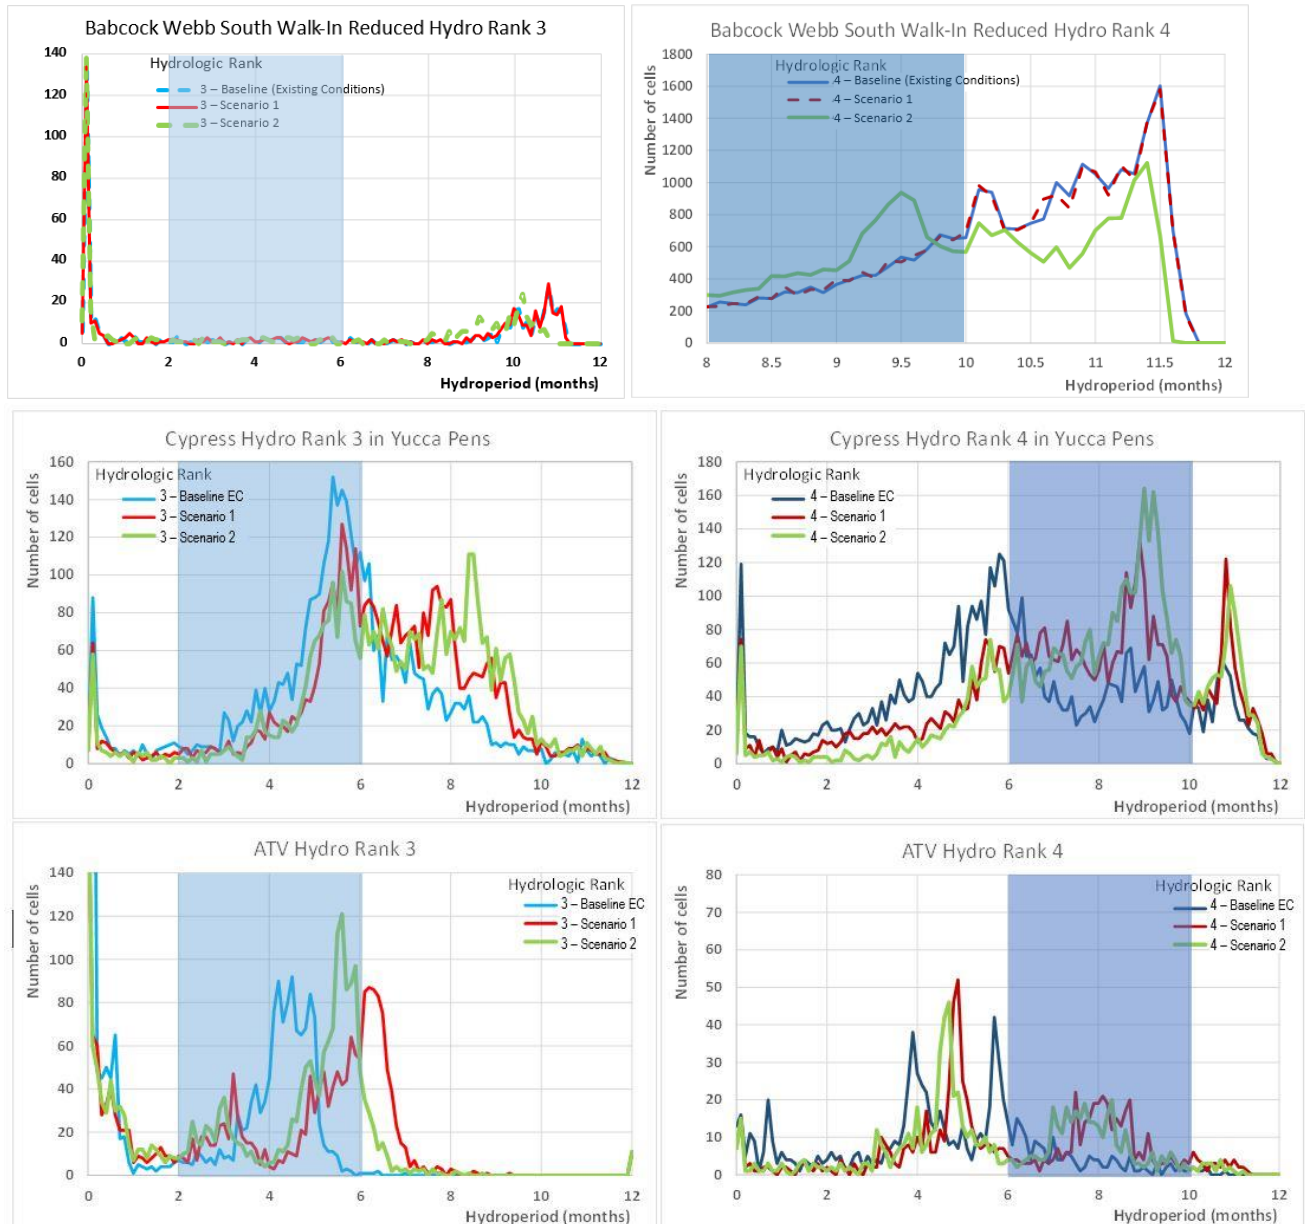 Babcock Webb South Walk-In Reduced Hydro Rank 3
140
120
100
80
60
40
20
0
Hydrologic Rank
3 – Baseline (Existing Conditions)
3 – Scenario 1
3 – Scenario 2
0 2 4 6 8 10 12
Hydroperiod (months)
Babcock Webb South Walk-In Reduced Hydro Rank 4
Number of cells
1800
1600
1400
1200
1000
800
600
400
200
0
Hydrologic Rank
4 – Baseline (Existing Conditions)
4 – Scenario 1
4 – Scenario 2
8 8.5 9 9.5 10 10.5 11 11.5 12
Hydroperiod (months)
Cypress Hydro Rank 3 in Yucca Pens
Number of cells
160
140
120
100
80
60
40
20
0
Hydrologic Rank
3 – Baseline EC
3 – Scenario 1
3 – Scenario 2
0 2 4 6 8 10 12
Hydroperiod (months)
Cypress Hydro Rank 4 in Yucca Pens
Number of cells
180
160
140
120
100
80
60
40
20
0
Hydrologic Rank
4 – Baseline EC
4 – Scenario 1
4 – Scenario 2
0 2 4 6 8 10 12
Hydroperiod (months)
ATV Hydro Rank 3
Number of cells
140
120
100
80
60
40
20
0
Hydrologic Rank
3 – Baseline EC
3 – Scenario 1
3 – Scenario 2
0 2 4 6 8 10 12
Hydroperiod (months)
ATV Hydro Rank 4
Number of cells
80
70
60
50
40
30
20
10
0
Hydrologic Rank
4 – Baseline EC
4 – Scenario 1
4 – Scenario 2
0 2 4 6 8 10 12
Hydroperiod (months)